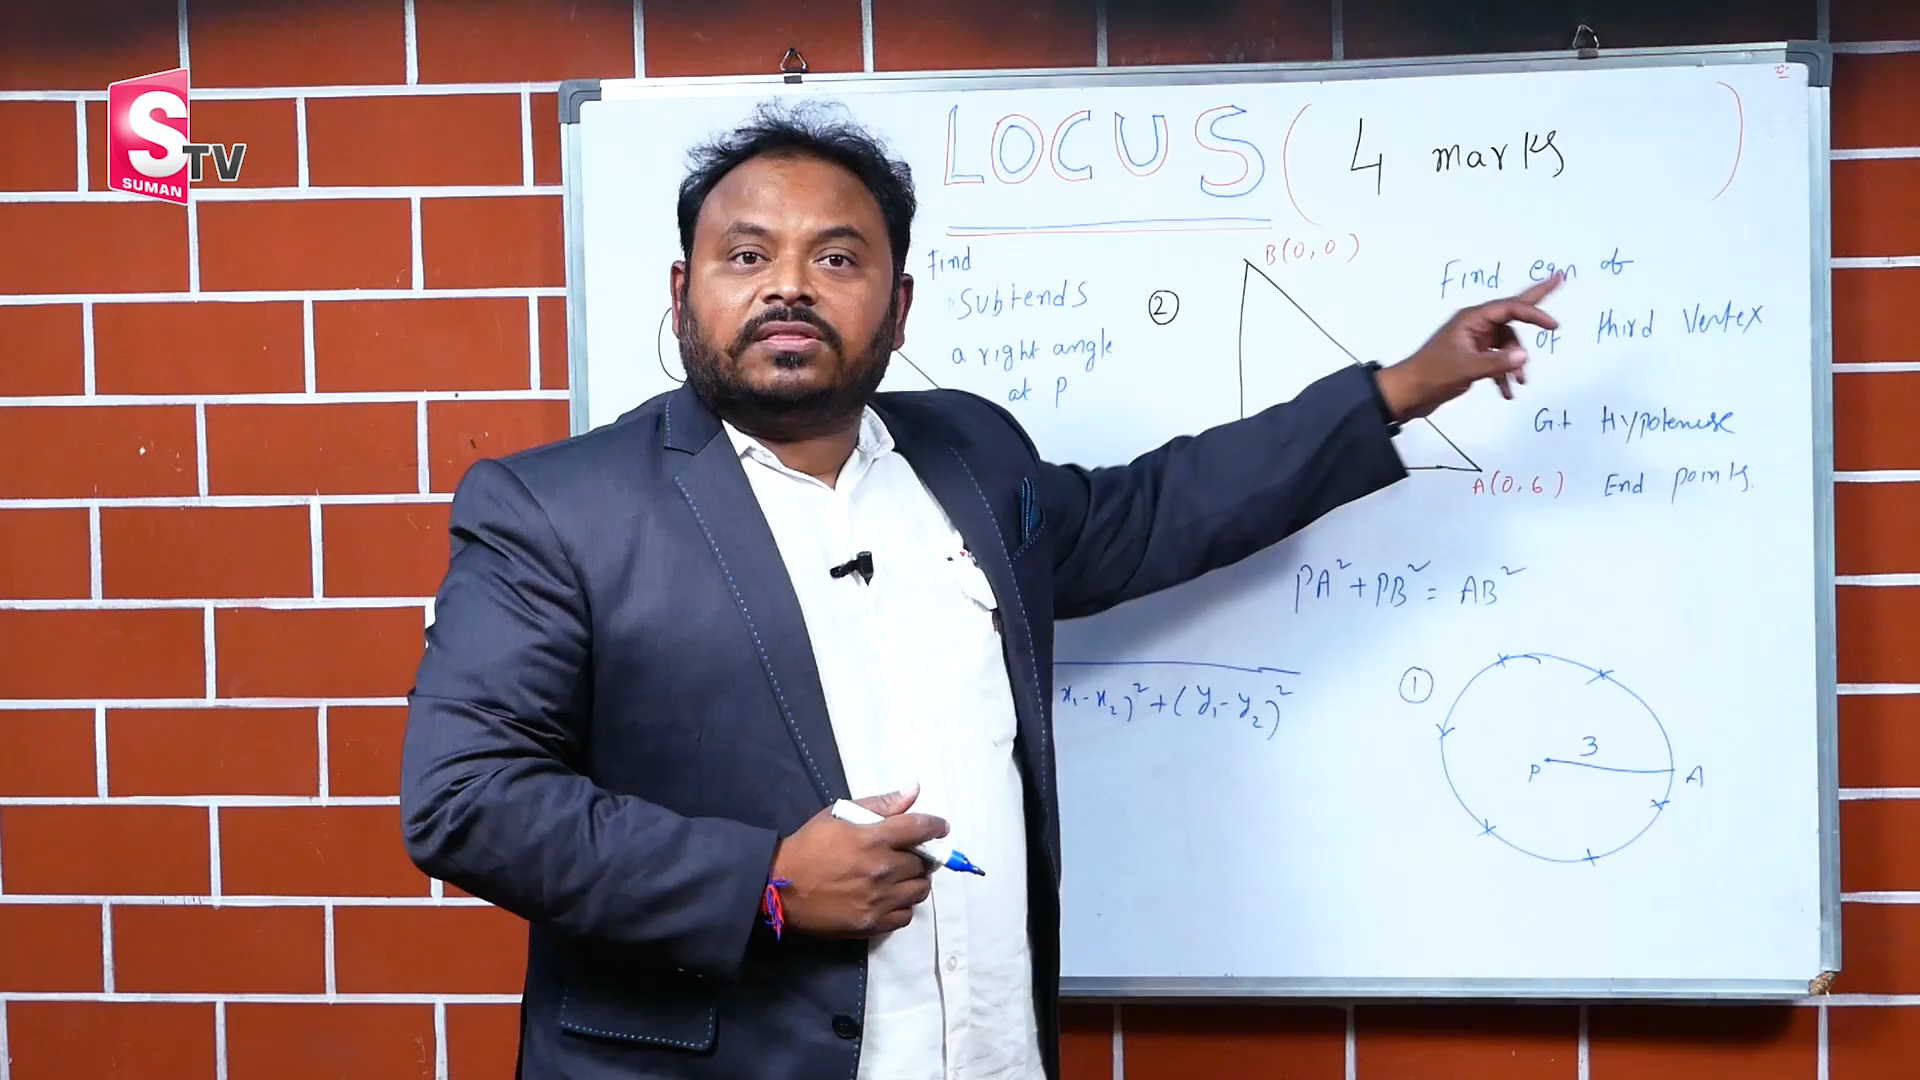 S
TV
SUMAN
LOCUS ( 4 marks )
Find
Subtends
a right angle
at P
2
B(0,0)
Find eqn of
of third Vertex
G.t Hypotenuse
A(0,6) End points
PA² + PB² = AB²
x₁-x₂)² + (y₁-y₂)²
1
3
P
A